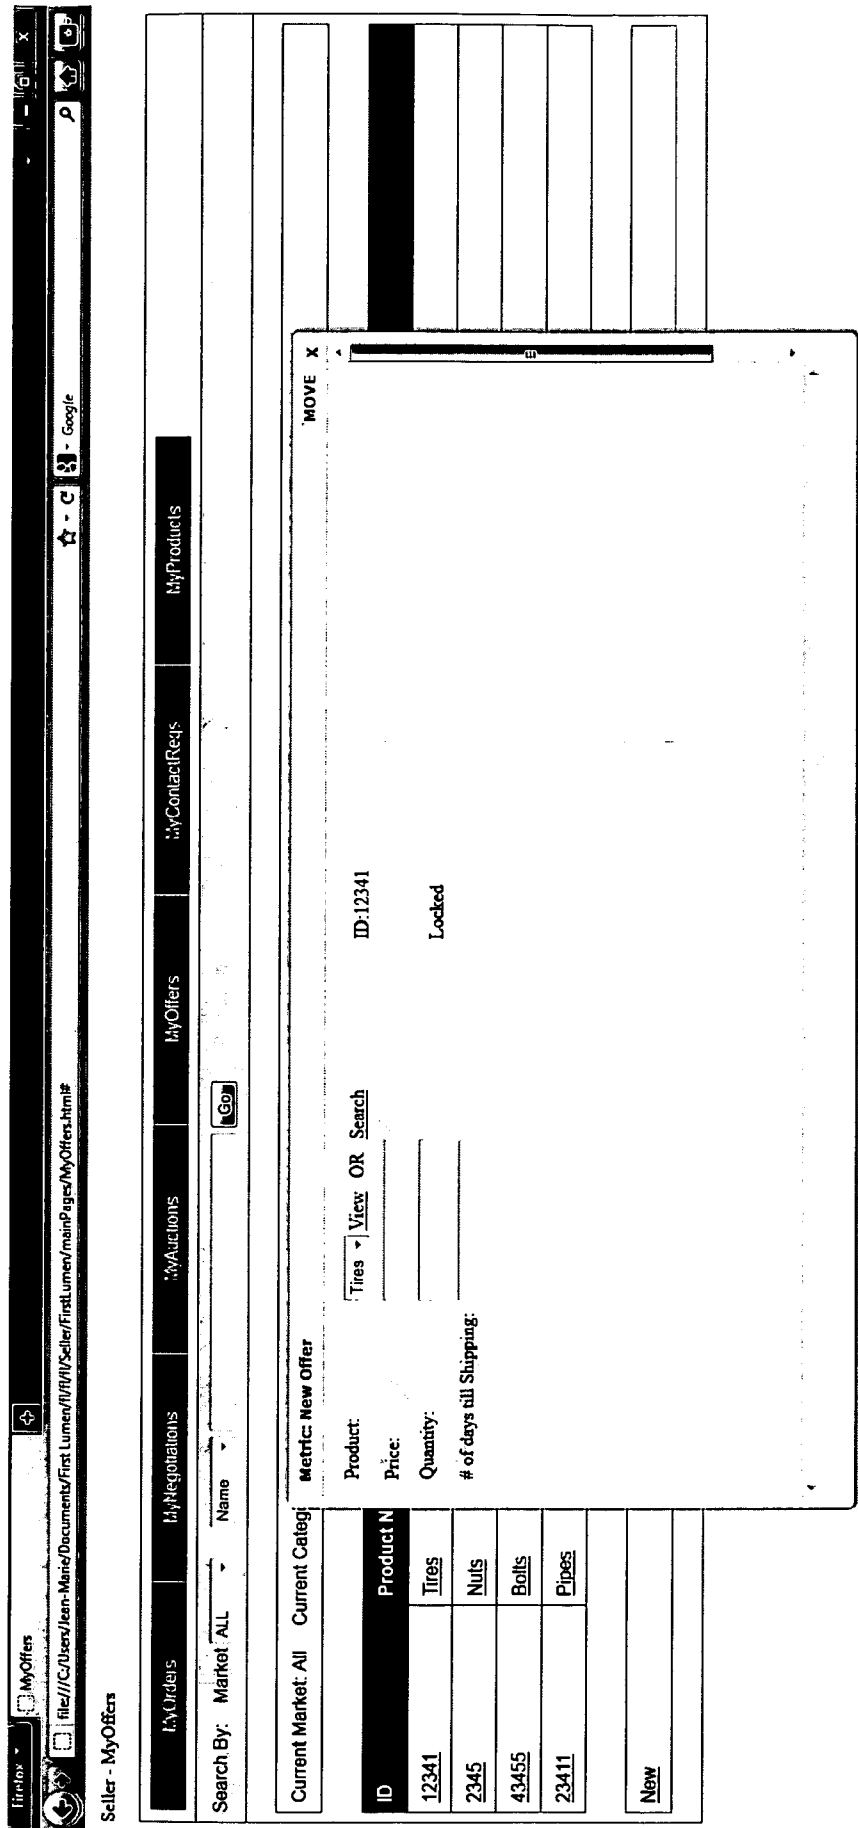 Firefox
MyOffers
file:///C:/Users/Jean-Marie/Documents/First Lumen/fl/fl/fl/Seller/FirstLumen/mainPages/MyOffers.html#
Google
Seller - MyOffers
MyOrders MyNegotiations MyAuctions MyOffers MyContactReqs MyProducts
Search By: Market ALL Name Go
Current Market: All Current Categ
ID Product N
12341 Tires
2345 Nuts
43455 Bolts
23411 Pipes
New
Metric: New Offer MOVE X
Product: Tires View OR Search ID:12341
Price:
Quantity: Locked
# of days till Shipping: